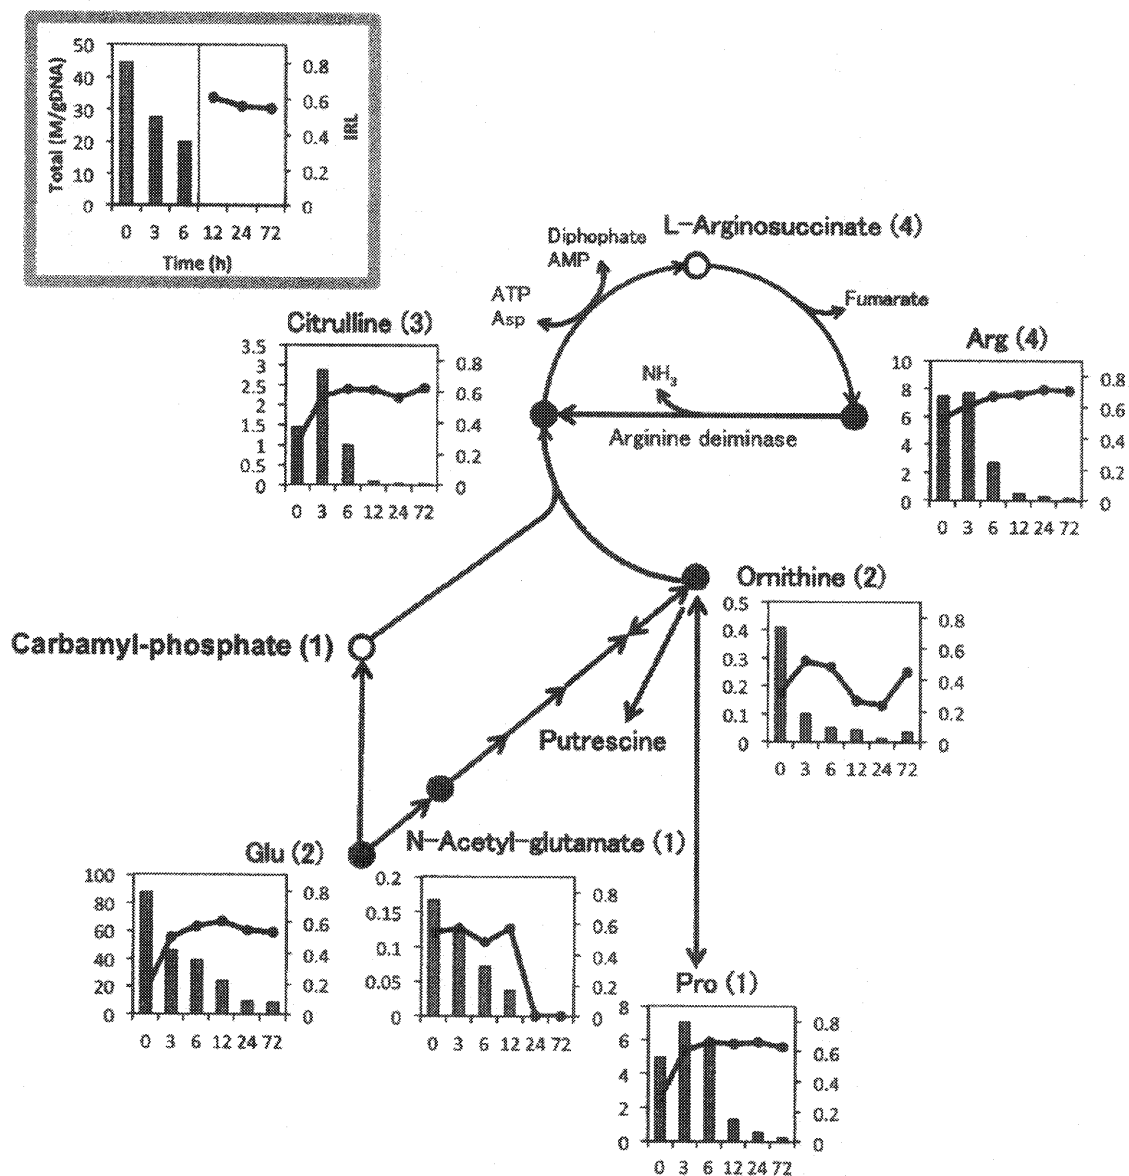 50
40
30
20
10
0
Total (M/gDNA)
0.8
0.6
0.4
0.2
0
IRL
0 3 6 12 24 72
Time (h)
L-Arginosuccinate (4)
Diphophate
AMP
ATP
Asp
Fumarate
Citrulline (3)
3.5
3
2.5
2
1.5
1
0.5
0
0.8
0.6
0.4
0.2
0
0 3 6 12 24 72
NH3
Arginine deiminase
Arg (4)
10
8
6
4
2
0
0.8
0.6
0.4
0.2
0
0 3 6 12 24 72
Ornithine (2)
0.5
0.4
0.3
0.2
0.1
0
0.8
0.6
0.4
0.2
0
0 3 6 12 24 72
Carbamyl-phosphate (1)
Putrescine
Glu (2)
100
80
60
40
20
0
0.8
0.6
0.4
0.2
0
0 3 6 12 24 72
N-Acetyl-glutamate (1)
0.2
0.15
0.1
0.05
0
0.8
0.6
0.4
0.2
0
0 3 6 12 24 72
Pro (1)
8
6
4
2
0
0.8
0.6
0.4
0.2
0
0 3 6 12 24 72